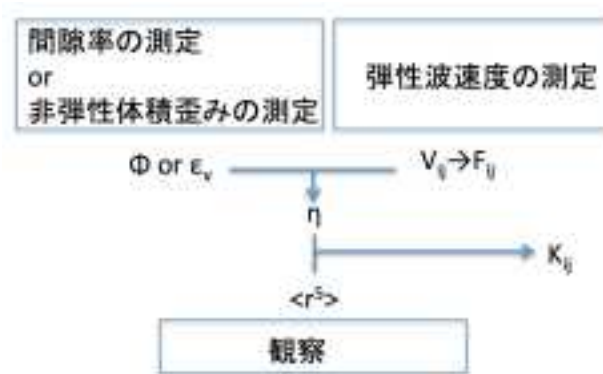 間隙率の測定
or
非弾性体積歪みの測定
弾性波速度の測定
Φ or εᵥ
Vᵢⱼ→Fᵢⱼ
η
Kᵢⱼ
<r⁵>
観察